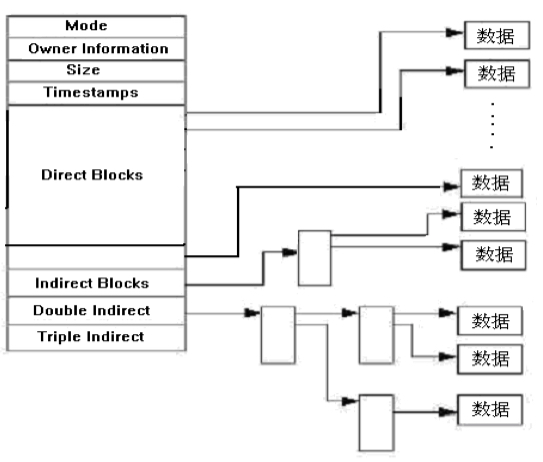 Mode
Owner Information
Size
Timestamps
Direct Blocks
Indirect Blocks
Double Indirect
Triple Indirect
数据
数据
数据
数据
数据
数据
数据
数据